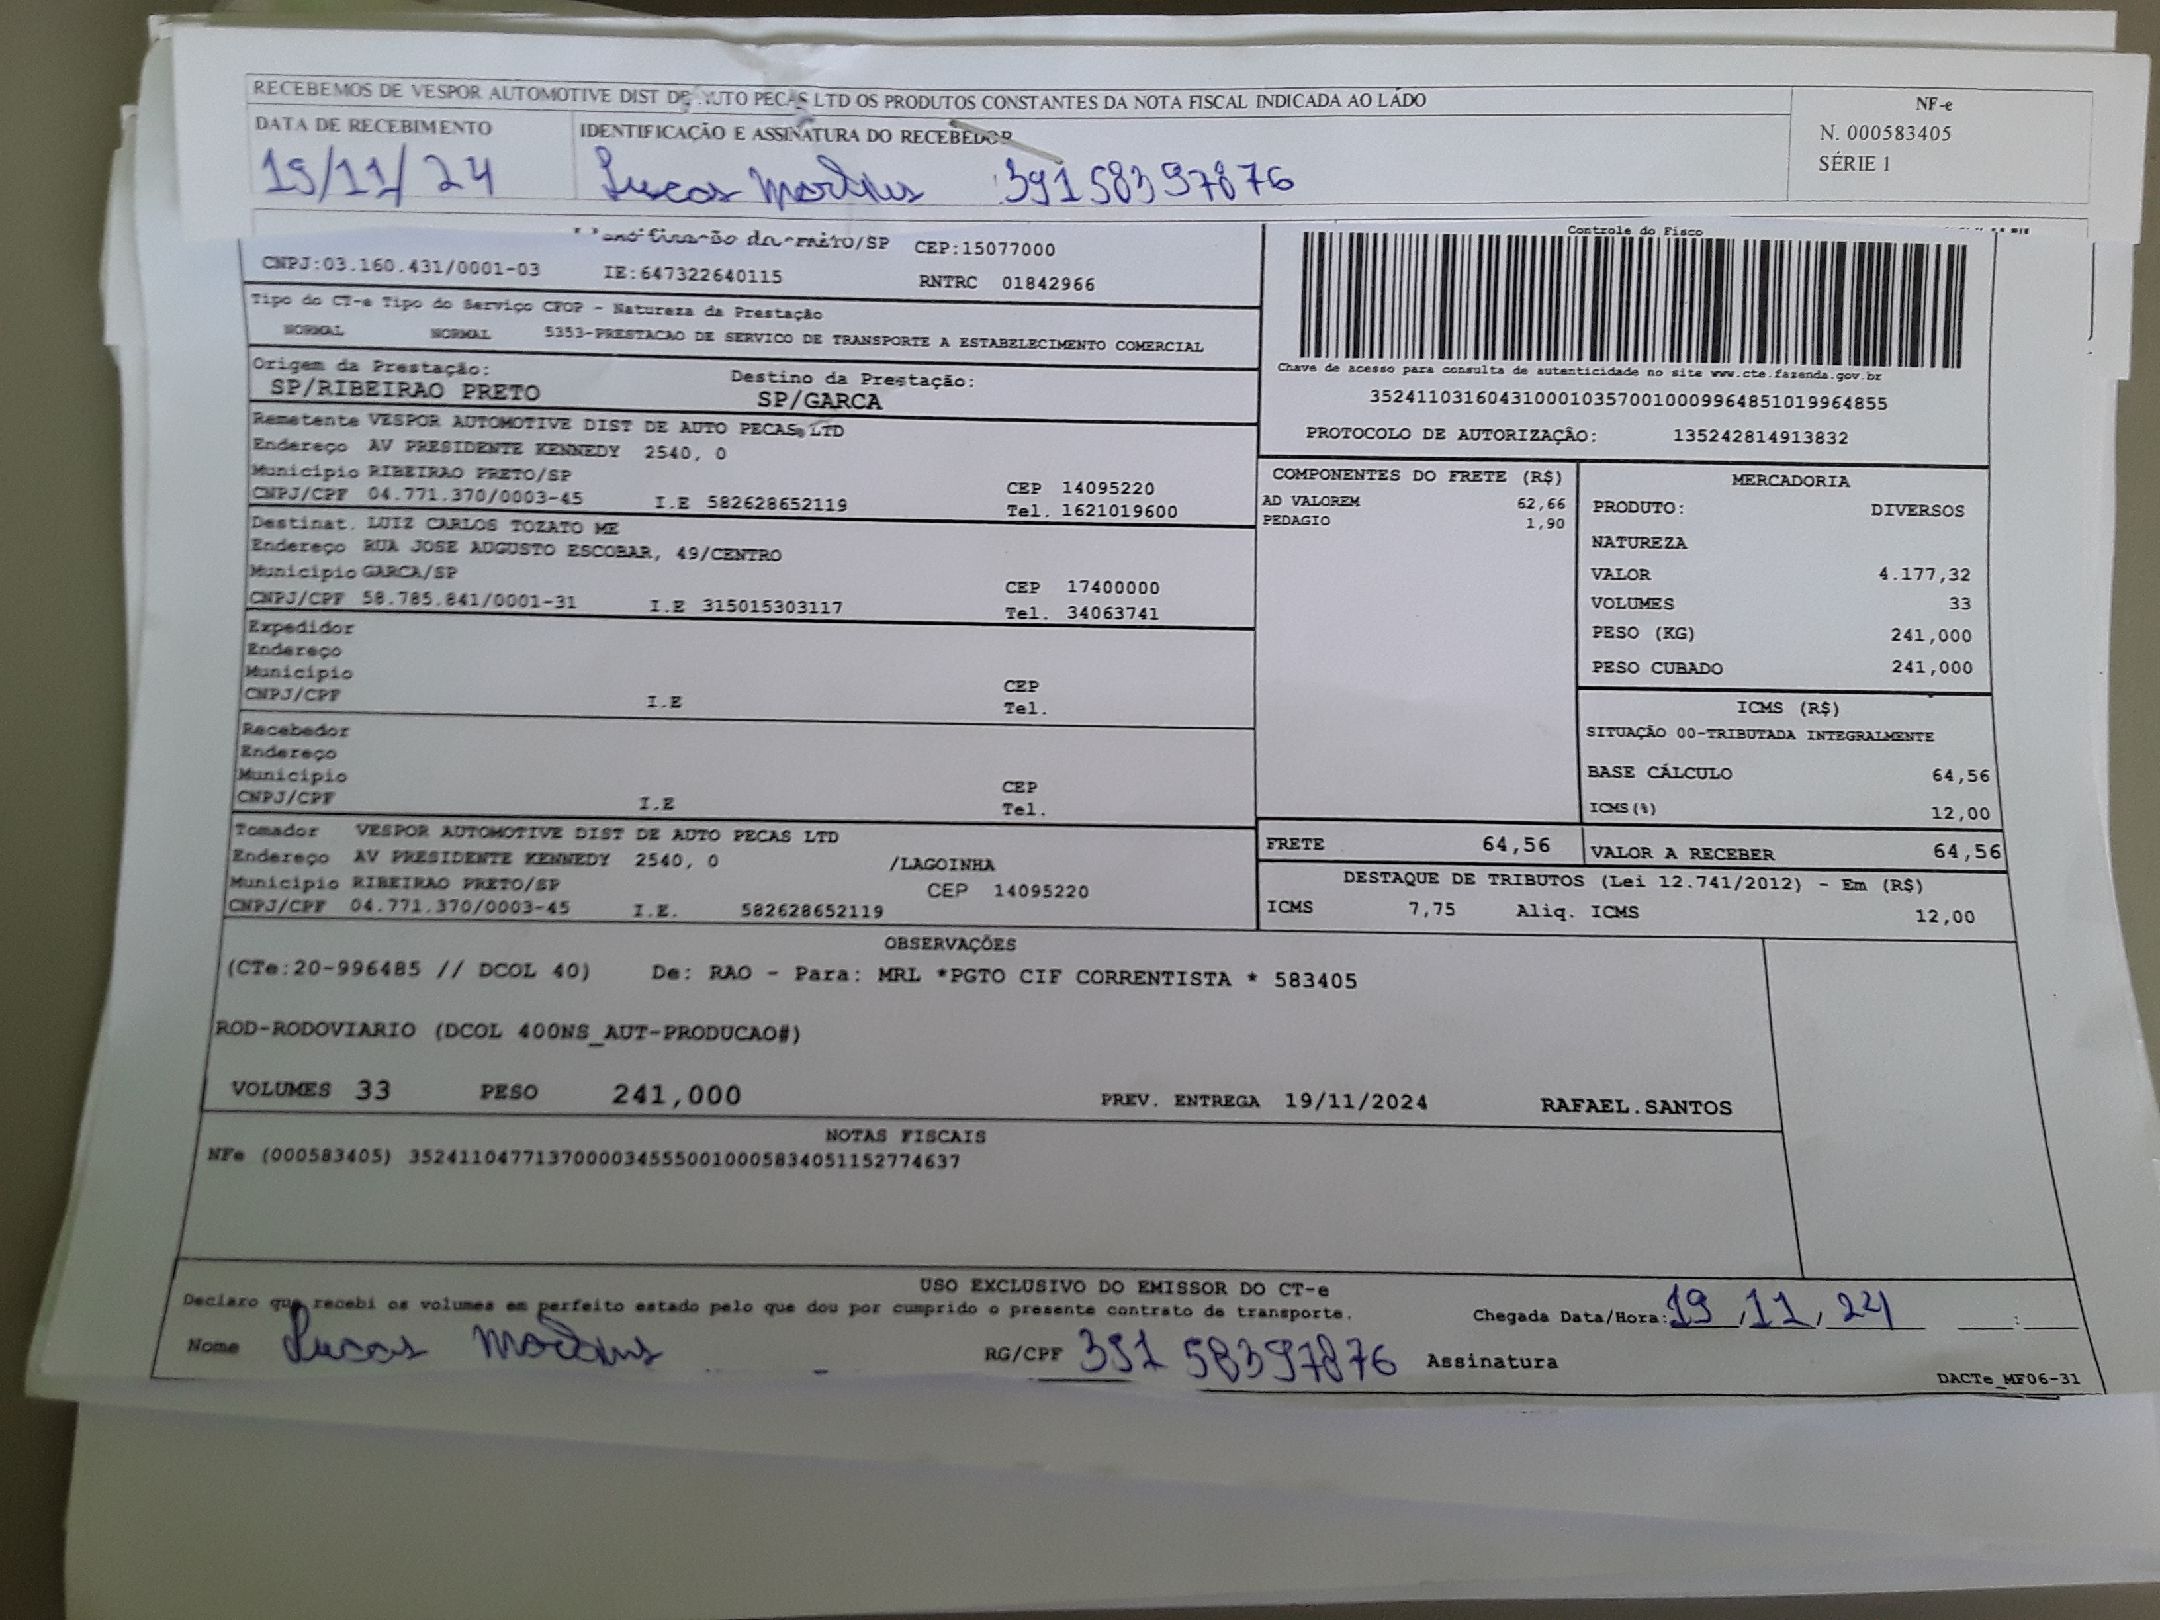 RECEBEMOS DE VESPOR AUTOMOTIVE DIST DE AUTO PECAS LTD OS PRODUTOS CONSTANTES DA NOTA FISCAL INDICADA AO LADO
NF-e
N. 000583405
SÉRIE 1
DATA DE RECEBIMENTO
19/11/24
IDENTIFICAÇÃO E ASSINATURA DO RECEBEDOR
Lucas Martins 39158397876
/SP CEP:15077000
CNPJ:03.160.431/0001-03 IE:647322640115 RNTRC 01842966
Tipo do CT-e Tipo do Serviço CFOP - Natureza da Prestação
NORMAL NORMAL 5353-PRESTACAO DE SERVICO DE TRANSPORTE A ESTABELECIMENTO COMERCIAL
Origem da Prestação: Destino da Prestação:
SP/RIBEIRAO PRETO SP/GARCA
Remetente VESPOR AUTOMOTIVE DIST DE AUTO PECAS LTD
Endereço AV PRESIDENTE KENNEDY 2540, 0
Município RIBEIRAO PRETO/SP CEP 14095220
CNPJ/CPF 04.771.370/0003-45 I.E 582628652119 Tel. 1621019600
Destinat. LUIZ CARLOS TOZATO ME
Endereço RUA JOSE AUGUSTO ESCOBAR, 49/CENTRO
Município GARCA/SP CEP 17400000
CNPJ/CPF 58.785.841/0001-31 I.E 315015303117 Tel. 34063741
Expedidor
Endereço
Município CEP
CNPJ/CPF I.E Tel.
Recebedor
Endereço
Município CEP
CNPJ/CPF I.E Tel.
Tomador VESPOR AUTOMOTIVE DIST DE AUTO PECAS LTD
Endereço AV PRESIDENTE KENNEDY 2540, 0 /LAGOINHA
Município RIBEIRAO PRETO/SP CEP 14095220
CNPJ/CPF 04.771.370/0003-45 I.E. 582628652119
Controle do Fisco
Chave de acesso para consulta de autenticidade no site www.cte.fazenda.gov.br
35241103160431000103570010009964851019964855
PROTOCOLO DE AUTORIZAÇÃO: 135242814913832
COMPONENTES DO FRETE (R$)
AD VALOREM 62,66
PEDAGIO 1,90
MERCADORIA
PRODUTO: DIVERSOS
NATUREZA
VALOR 4.177,32
VOLUMES 33
PESO (KG) 241,000
PESO CUBADO 241,000
ICMS (R$)
SITUAÇÃO 00-TRIBUTADA INTEGRALMENTE
BASE CÁLCULO 64,56
ICMS(%) 12,00
FRETE 64,56 VALOR A RECEBER 64,56
DESTAQUE DE TRIBUTOS (Lei 12.741/2012) - Em (R$)
ICMS 7,75 Aliq. ICMS 12,00
OBSERVAÇÕES
(CTe:20-996485 // DCOL 40) De: RAO - Para: MRL *PGTO CIF CORRENTISTA * 583405
ROD-RODOVIARIO (DCOL 400NS_AUT-PRODUCAO#)
VOLUMES 33 PESO 241,000 PREV. ENTREGA 19/11/2024 RAFAEL.SANTOS
NOTAS FISCAIS
NFe (000583405) 35241104771370000345550010005834051152774637
USO EXCLUSIVO DO EMISSOR DO CT-e
Declaro que recebi os volumes em perfeito estado pelo que dou por cumprido o presente contrato de transporte. Chegada Data/Hora: 19,11,24 :
Nome Lucas Martins RG/CPF 39158397876 Assinatura
DACTe_MF06-31